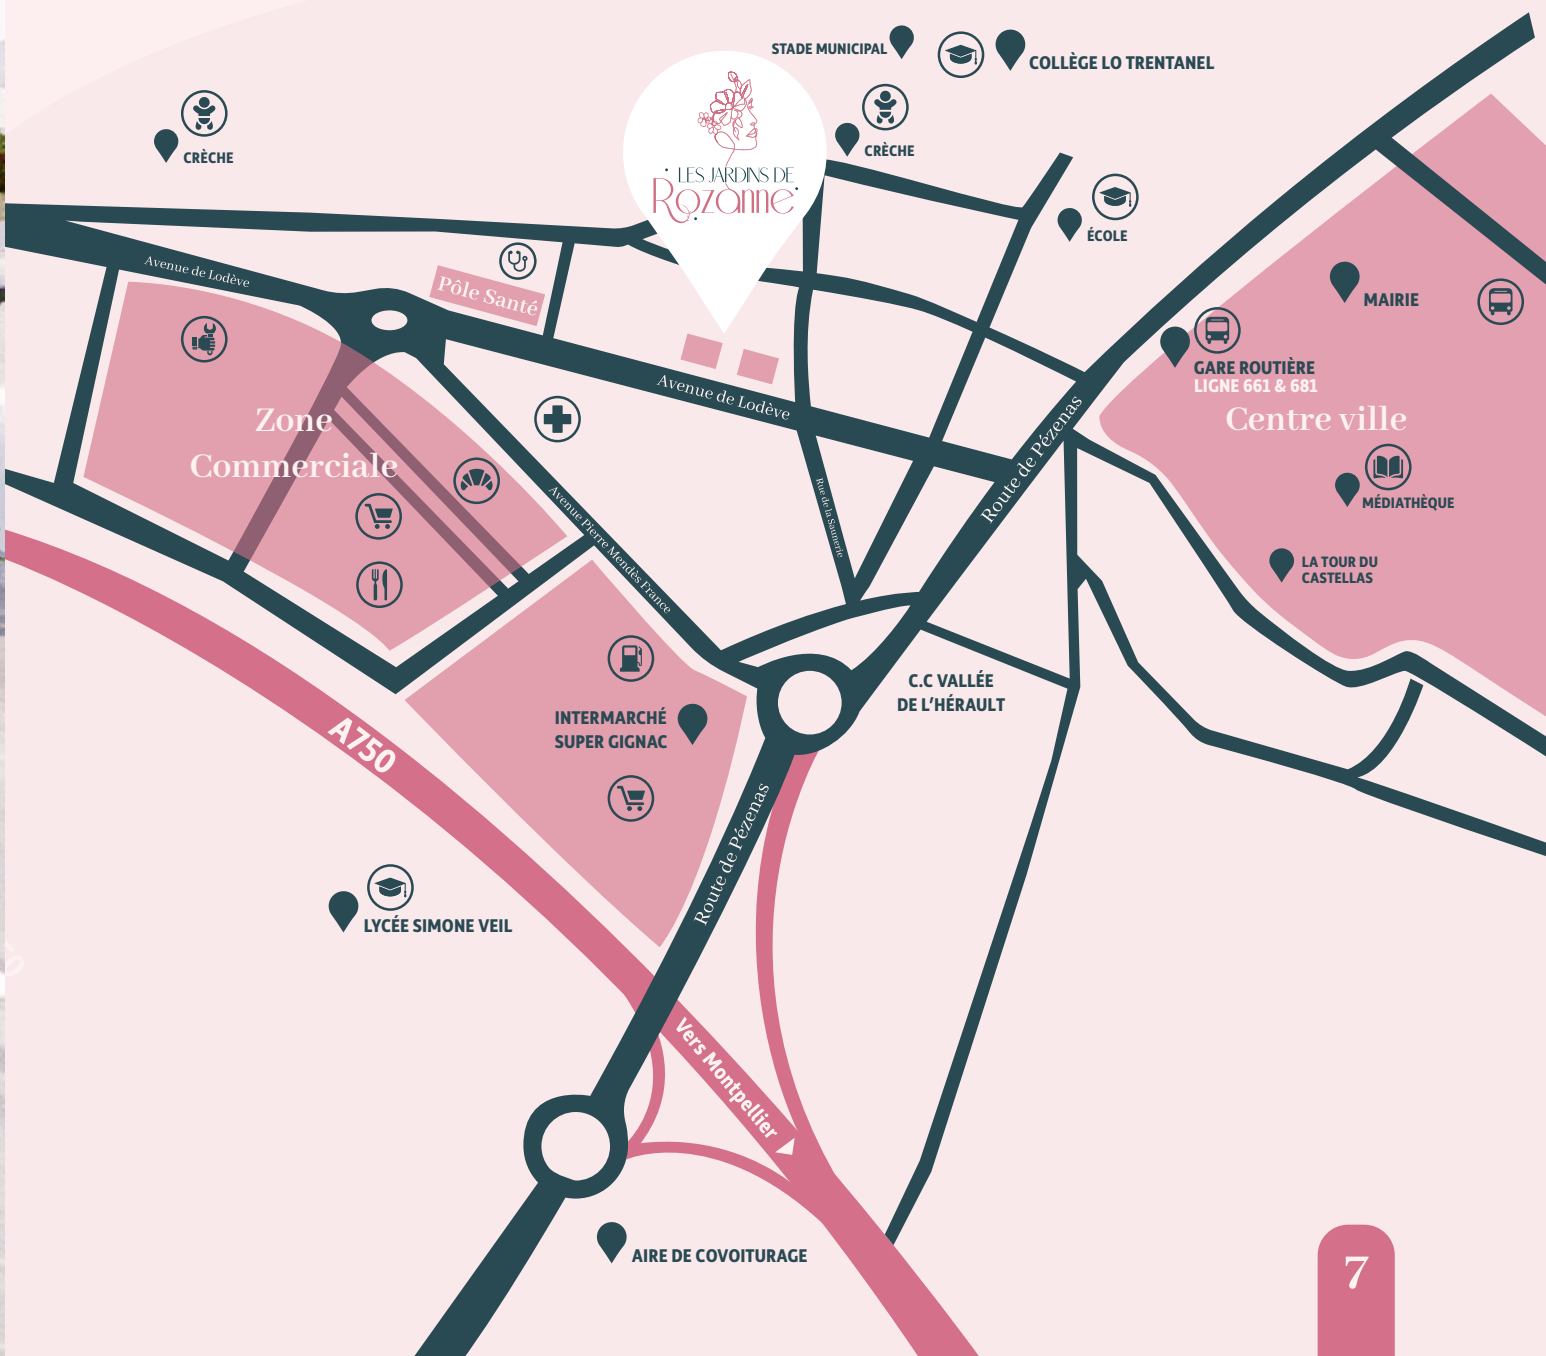 STADE MUNICIPAL
COLLÈGE LO TRENTANEL
CRÈCHE
CRÈCHE
LES JARDINS DE
Rozanne
ÉCOLE
Avenue de Lodève
Pôle Santé
MAIRIE
GARE ROUTIÈRE
LIGNE 661 & 681
Centre ville
Avenue de Lodève
Zone
Commerciale
Route de Pézenas
MÉDIATHÈQUE
Rue de la Saunerie
Avenue Pierre Mendès France
LA TOUR DU
CASTELLAS
C.C VALLÉE
DE L'HÉRAULT
INTERMARCHÉ
SUPER GIGNAC
A750
Route de Pézenas
LYCÉE SIMONE VEIL
Vers Montpellier
AIRE DE COVOITURAGE
7